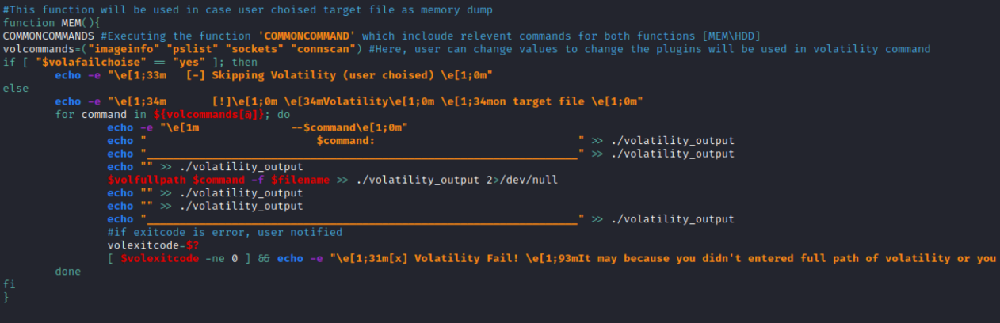 #This function will be used in case user choised target file as memory dump
function MEM(){
COMMONCOMMANDS #Executing the function 'COMMONCOMMAND' which incloude relevent commands for both functions [MEM\HDD]
volcommands=("imageinfo" "pslist" "sockets" "connscan") #Here, user can change values to change the plugins will be used in volatility command
if [ "$volafailchoise" == "yes" ]; then
        echo -e "\e[1;33m   [-] Skipping Volatility (user choised) \e[1;0m"
else
        echo -e "\e[1;34m       [!]\e[1;0m \e[34mVolatility\e[1;0m \e[1;34mon target file \e[1;0m"
        for command in ${volcommands[@]}; do
                echo -e "\e[1m              --$command\e[1;0m"
                echo "                          $command:                               " >> ./volatility_output
                echo "__________________________________________________________________" >> ./volatility_output
                echo "" >> ./volatility_output
                $volfullpath $command -f $filename >> ./volatility_output 2>/dev/null
                echo "" >> ./volatility_output
                echo "" >> ./volatility_output
                echo "__________________________________________________________________" >> ./volatility_output
                #if exitcode is error, user notified
                volexitcode=$?
                [ $volexitcode -ne 0 ] && echo -e "\e[1;31m[x] Volatility Fail! \e[1;93mIt may because you didn't entered full path of volatility or you
        done
fi
}